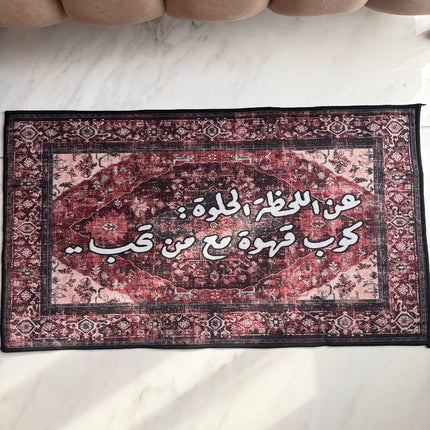 عن اللحظة الحلوة :
كوب قهوة مع من تحب ..